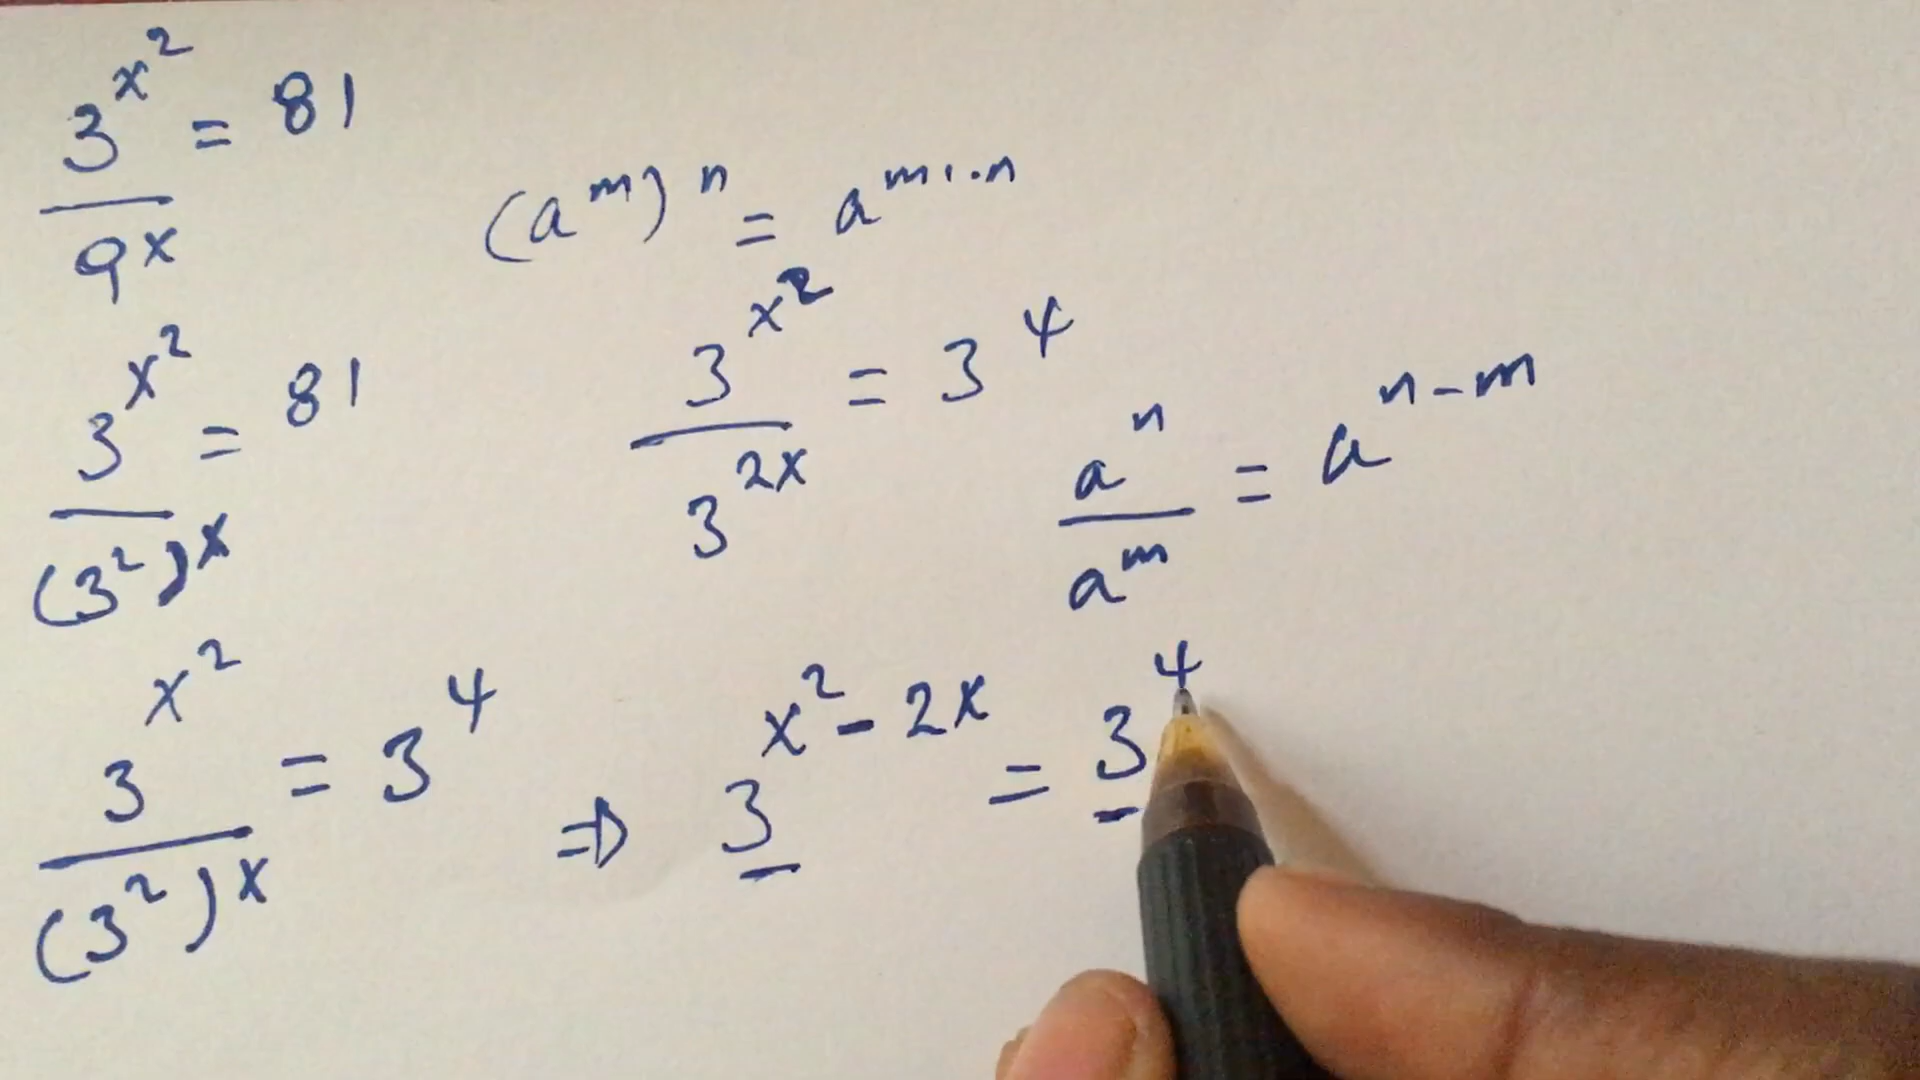 3^{x^2}/9^x = 81
(a^m)^n = a^{m..n}
3^{x^2}/(3^2)^x = 81
3^{x^2}/3^{2x} = 3^4
a^n/a^m = a^{n-m}
3^{x^2}/(3^2)^x = 3^4
⇒ 3^{x^2-2x} = 3^4